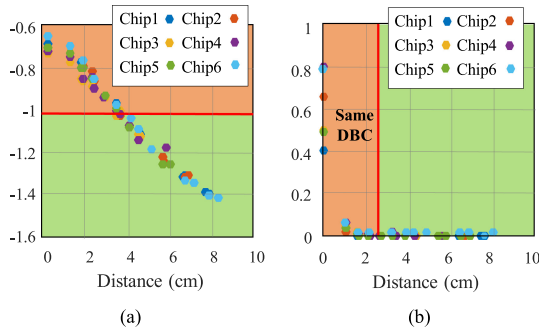 -0.6
-0.8
-1
-1.2
-1.4
-1.6
0 2 4 6 8 10
Chip1 Chip2
Chip3 Chip4
Chip5 Chip6
Distance (cm)
(a)
1
0.8
0.6
0.4
0.2
0
0 2 4 6 8 10
Chip1 Chip2
Chip3 Chip4
Chip5 Chip6
Same
DBC
Distance (cm)
(b)